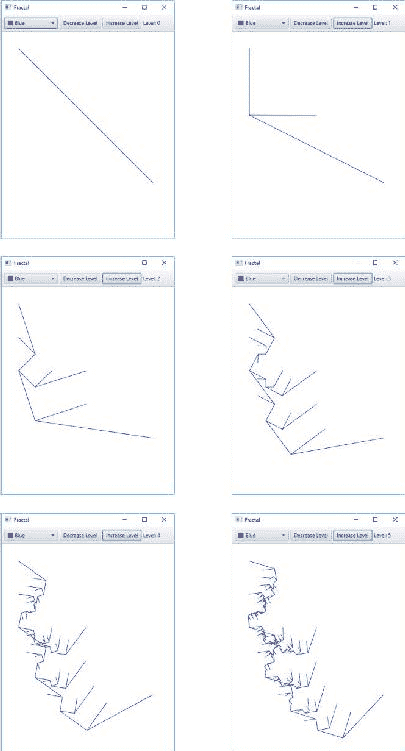 Fractal
Blue Decrease Level Increase Level Level: 0
Fractal
Blue Decrease Level Increase Level Level: 1
Fractal
Blue Decrease Level Increase Level Level: 2
Fractal
Blue Decrease Level Increase Level Level: 3
Fractal
Blue Decrease Level Increase Level Level: 4
Fractal
Blue Decrease Level Increase Level Level: 5